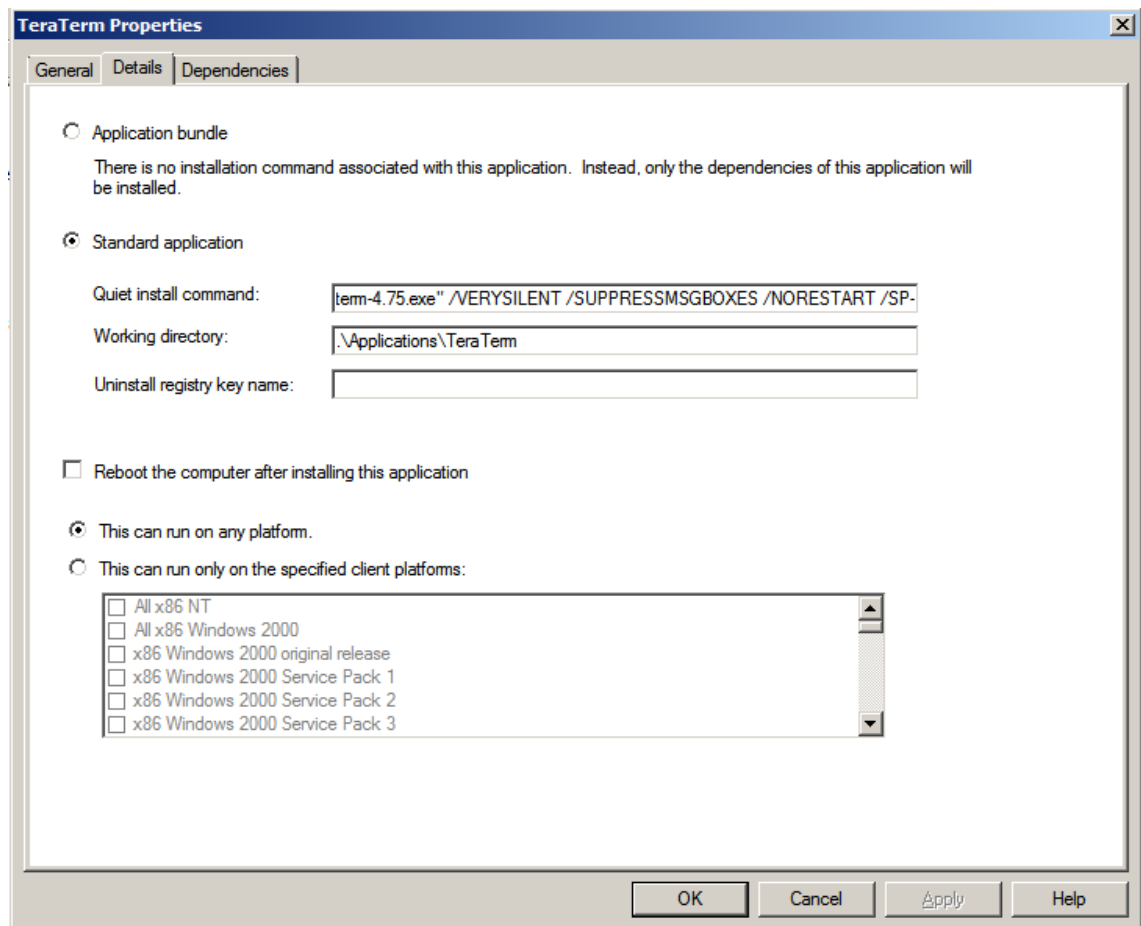 TeraTerm Properties
General Details Dependencies
Application bundle
There is no installation command associated with this application. Instead, only the dependencies of this application will
be installed.
Standard application
Quiet install command: term-4.75.exe" /VERYSILENT /SUPPRESSMSGBOXES /NORESTART /SP-
Working directory: .\Applications\TeraTerm
Uninstall registry key name:
Reboot the computer after installing this application
This can run on any platform.
This can run only on the specified client platforms:
All x86 NT
All x86 Windows 2000
x86 Windows 2000 original release
x86 Windows 2000 Service Pack 1
x86 Windows 2000 Service Pack 2
x86 Windows 2000 Service Pack 3
OK Cancel Apply Help